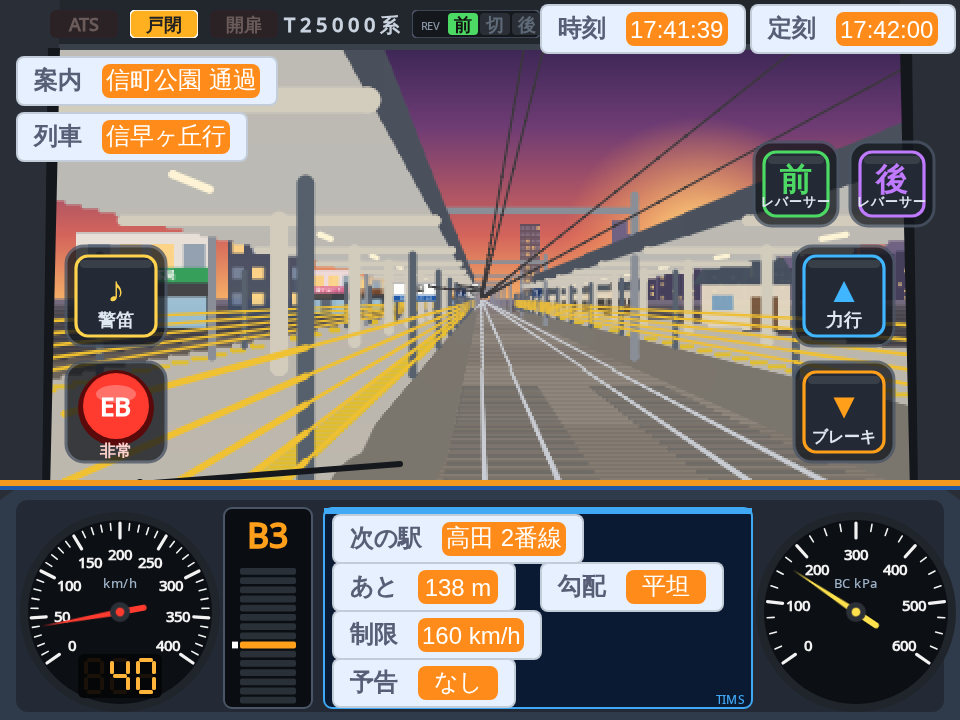 ATS 戸閉 開扉 T25000系 REV 前 切 後
時刻 17:41:39 定刻 17:42:00
案内 信町公園 通過
列車 信早ヶ丘行
前 レバーサー
後 レバーサー
♪ 警笛
▲ 力行
EB 非常
▼ ブレーキ
0 50 100 150 200 250 300 350 400 km/h
40
B3
次の駅 高田 2番線
あと 138 m 勾配 平坦
制限 160 km/h
予告 なし
TIMS
0 100 200 300 400 500 600 BC kPa